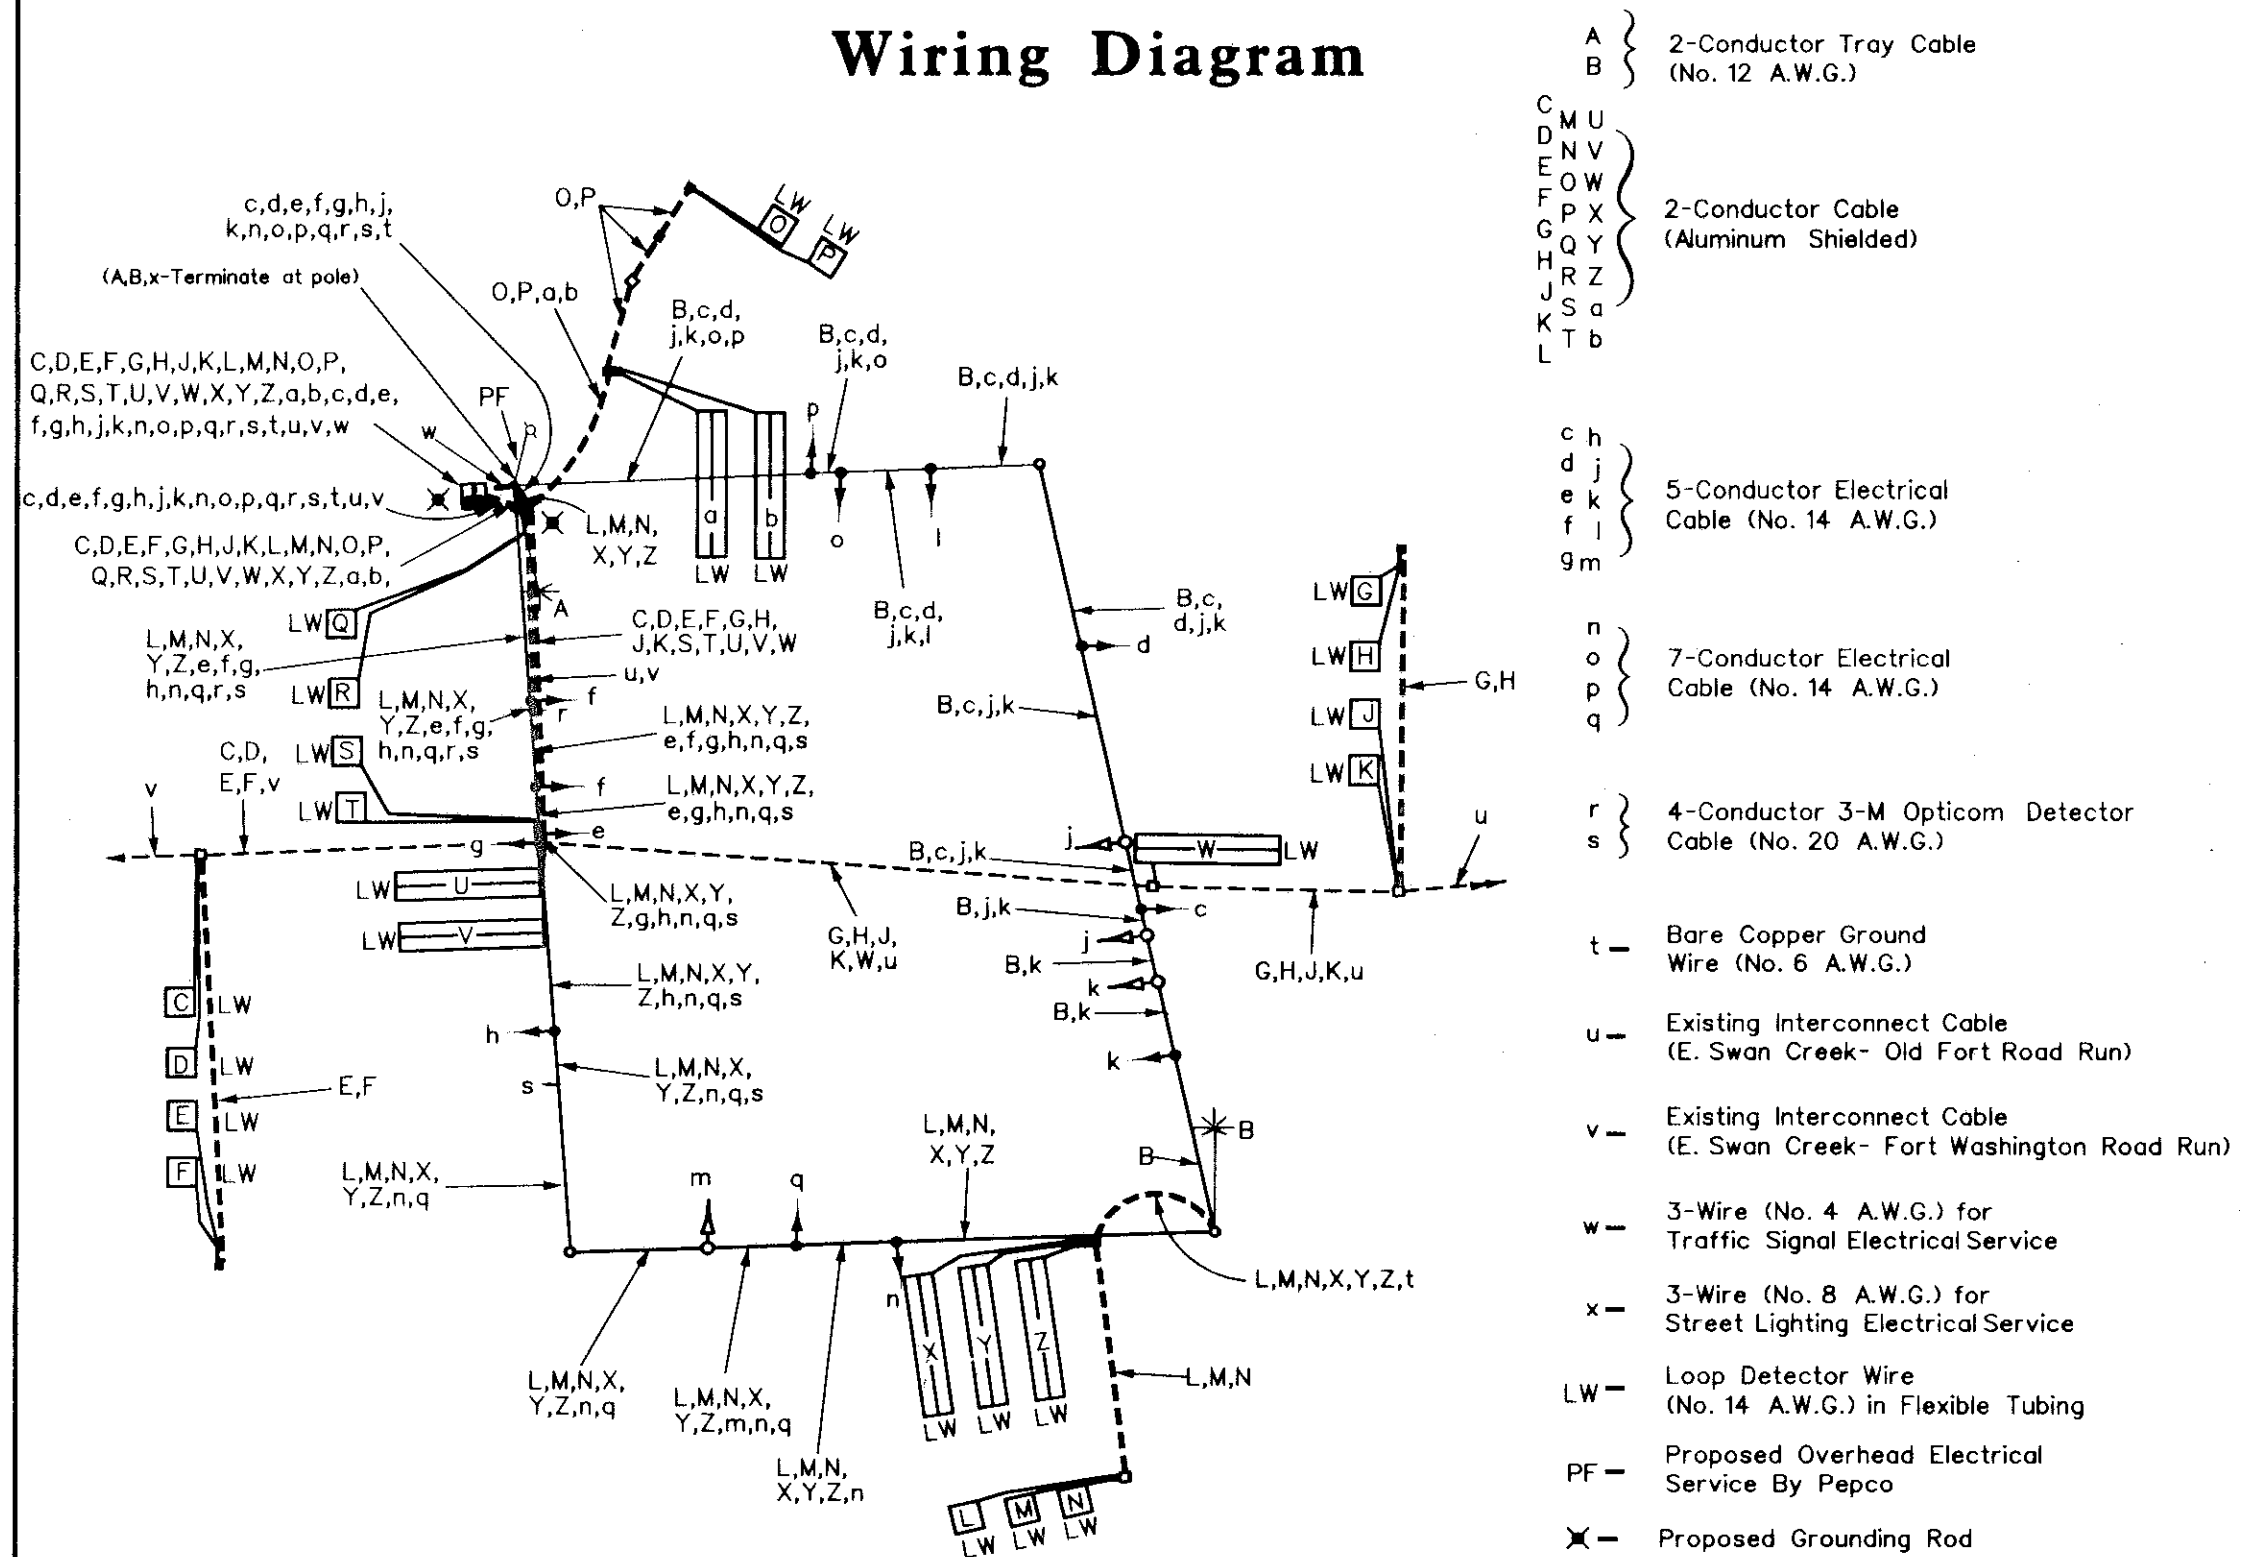 Wiring Diagram
c,d,e,f,g,h,j,
k,n,o,p,q,r,s,t
(A,B,x-Terminate at pole)
O,P
LW
O
LW
P
O,P,a,b
B,c,d,
j,k,o,p
B,c,d,
j,k,o
B,c,d,j,k
C,D,E,F,G,H,J,K,L,M,N,O,P,
Q,R,S,T,U,V,W,X,Y,Z,a,b,c,d,e,
f,g,h,j,k,n,o,p,q,r,s,t,u,v,w
PF
w
p
c,d,e,f,g,h,j,k,n,o,p,q,r,s,t,u,v
C,D,E,F,G,H,J,K,L,M,N,O,P,
Q,R,S,T,U,V,W,X,Y,Z,a,b,
L,M,N,
X,Y,Z
a
b
LW
LW
o
l
A
LW Q
LW R
L,M,N,X,
Y,Z,e,f,g,
h,n,q,r,s
C,D,E,F,G,H,
J,K,S,T,U,V,W
u,v
B,c,d,
j,k,l
B,c,
d,j,k
d
LW G
LW H
LW J
LW K
G,H
f
r
L,M,N,X,
Y,Z,e,f,g,
h,n,q,r,s
L,M,N,X,Y,Z,
e,f,g,h,n,q,s
B,c,j,k
C,D,
E,F,v
v
LW S
LW T
f
L,M,N,X,Y,Z,
e,g,h,n,q,s
e
g
j
W LW
u
B,c,j,k
LW U
LW V
L,M,N,X,Y,
Z,g,h,n,q,s
G,H,J,
K,W,u
B,j,k
c
j
B,k
k
G,H,J,K,u
L,M,N,X,Y,
Z,h,n,q,s
B,k
C LW
D LW
E LW
F LW
E,F
h
s
L,M,N,X,
Y,Z,n,q,s
k
B
B
L,M,N,X,
Y,Z,n,q
m
q
L,M,N,
X,Y,Z
n
X
Y
Z
LW
LW
LW
L,M,N,X,Y,Z,t
L,M,N
L,M,N,X,
Y,Z,n,q
L,M,N,X,
Y,Z,m,n,q
L,M,N,
X,Y,Z,n
L
M
N
LW
LW
LW
A
B
2-Conductor Tray Cable
(No. 12 A.W.G.)
C
D
E
F
G
H
J
K
L
M
N
O
P
Q
R
S
T
U
V
W
X
Y
Z
a
b
2-Conductor Cable
(Aluminum Shielded)
c h
d j
e k
f l
g m
5-Conductor Electrical
Cable (No. 14 A.W.G.)
n
o
p
q
7-Conductor Electrical
Cable (No. 14 A.W.G.)
r
s
4-Conductor 3-M Opticom Detector
Cable (No. 20 A.W.G.)
t – Bare Copper Ground
Wire (No. 6 A.W.G.)
u – Existing Interconnect Cable
(E. Swan Creek- Old Fort Road Run)
v – Existing Interconnect Cable
(E. Swan Creek- Fort Washington Road Run)
w – 3-Wire (No. 4 A.W.G.) for
Traffic Signal Electrical Service
x – 3-Wire (No. 8 A.W.G.) for
Street Lighting Electrical Service
LW – Loop Detector Wire
(No. 14 A.W.G.) in Flexible Tubing
PF – Proposed Overhead Electrical
Service By Pepco
– Proposed Grounding Rod